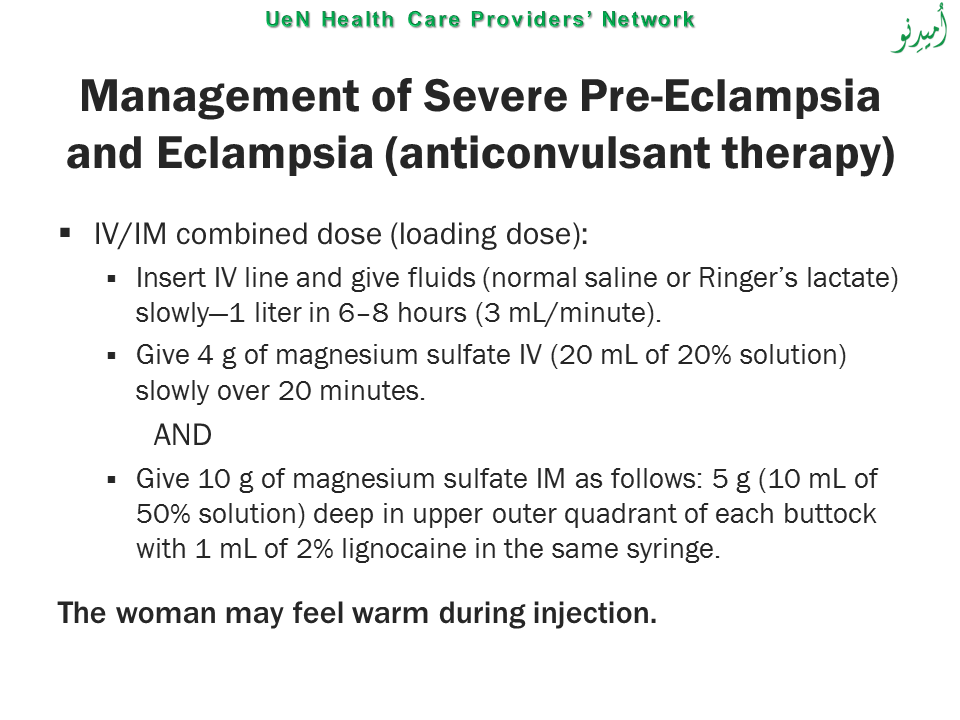 UeN Health Care Providers’ Network
اُميدِنو
Management of Severe Pre-Eclampsia
and Eclampsia (anticonvulsant therapy)
▪ IV/IM combined dose (loading dose):
▪ Insert IV line and give fluids (normal saline or Ringer’s lactate)
slowly—1 liter in 6–8 hours (3 mL/minute).
▪ Give 4 g of magnesium sulfate IV (20 mL of 20% solution)
slowly over 20 minutes.
AND
▪ Give 10 g of magnesium sulfate IM as follows: 5 g (10 mL of
50% solution) deep in upper outer quadrant of each buttock
with 1 mL of 2% lignocaine in the same syringe.
The woman may feel warm during injection.